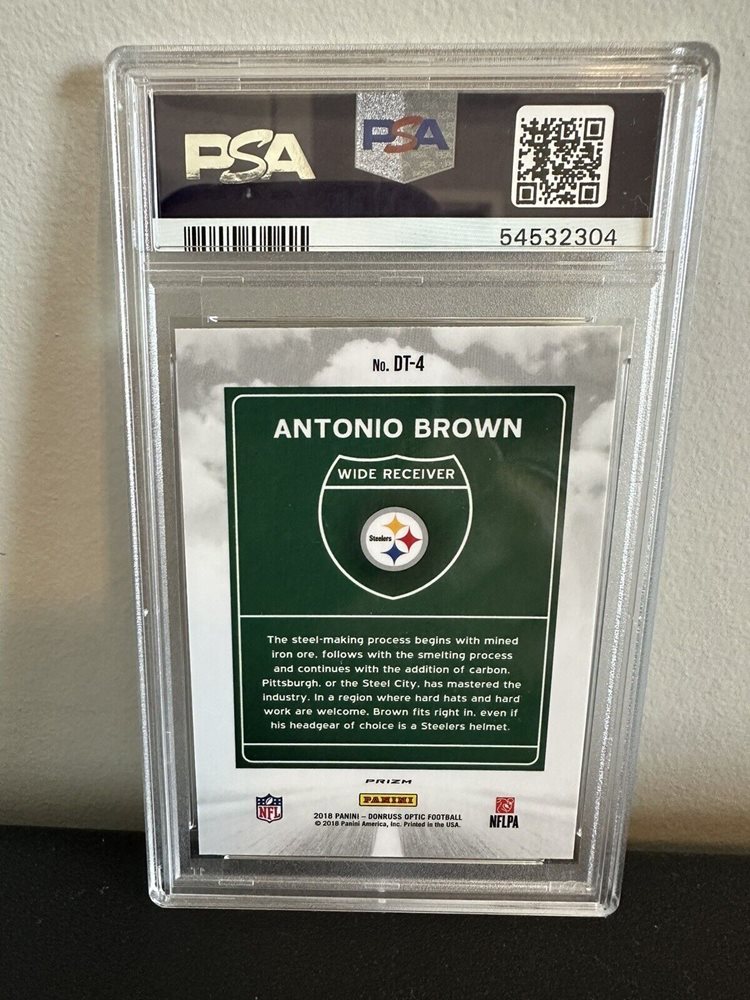 PSA
PSA
54532304
No. DT-4
ANTONIO BROWN
WIDE RECEIVER
Steelers
The steel-making process begins with mined
iron ore, follows with the smelting process
and continues with the addition of carbon.
Pittsburgh, or the Steel City, has mastered the
industry. In a region where hard hats and hard
work are welcome, Brown fits right in, even if
his headgear of choice is a Steelers helmet.
PRIZM
NFL
PANINI
NFLPA
2018 PANINI – DONRUSS OPTIC FOOTBALL
© 2018 Panini America, Inc. Printed in the USA.